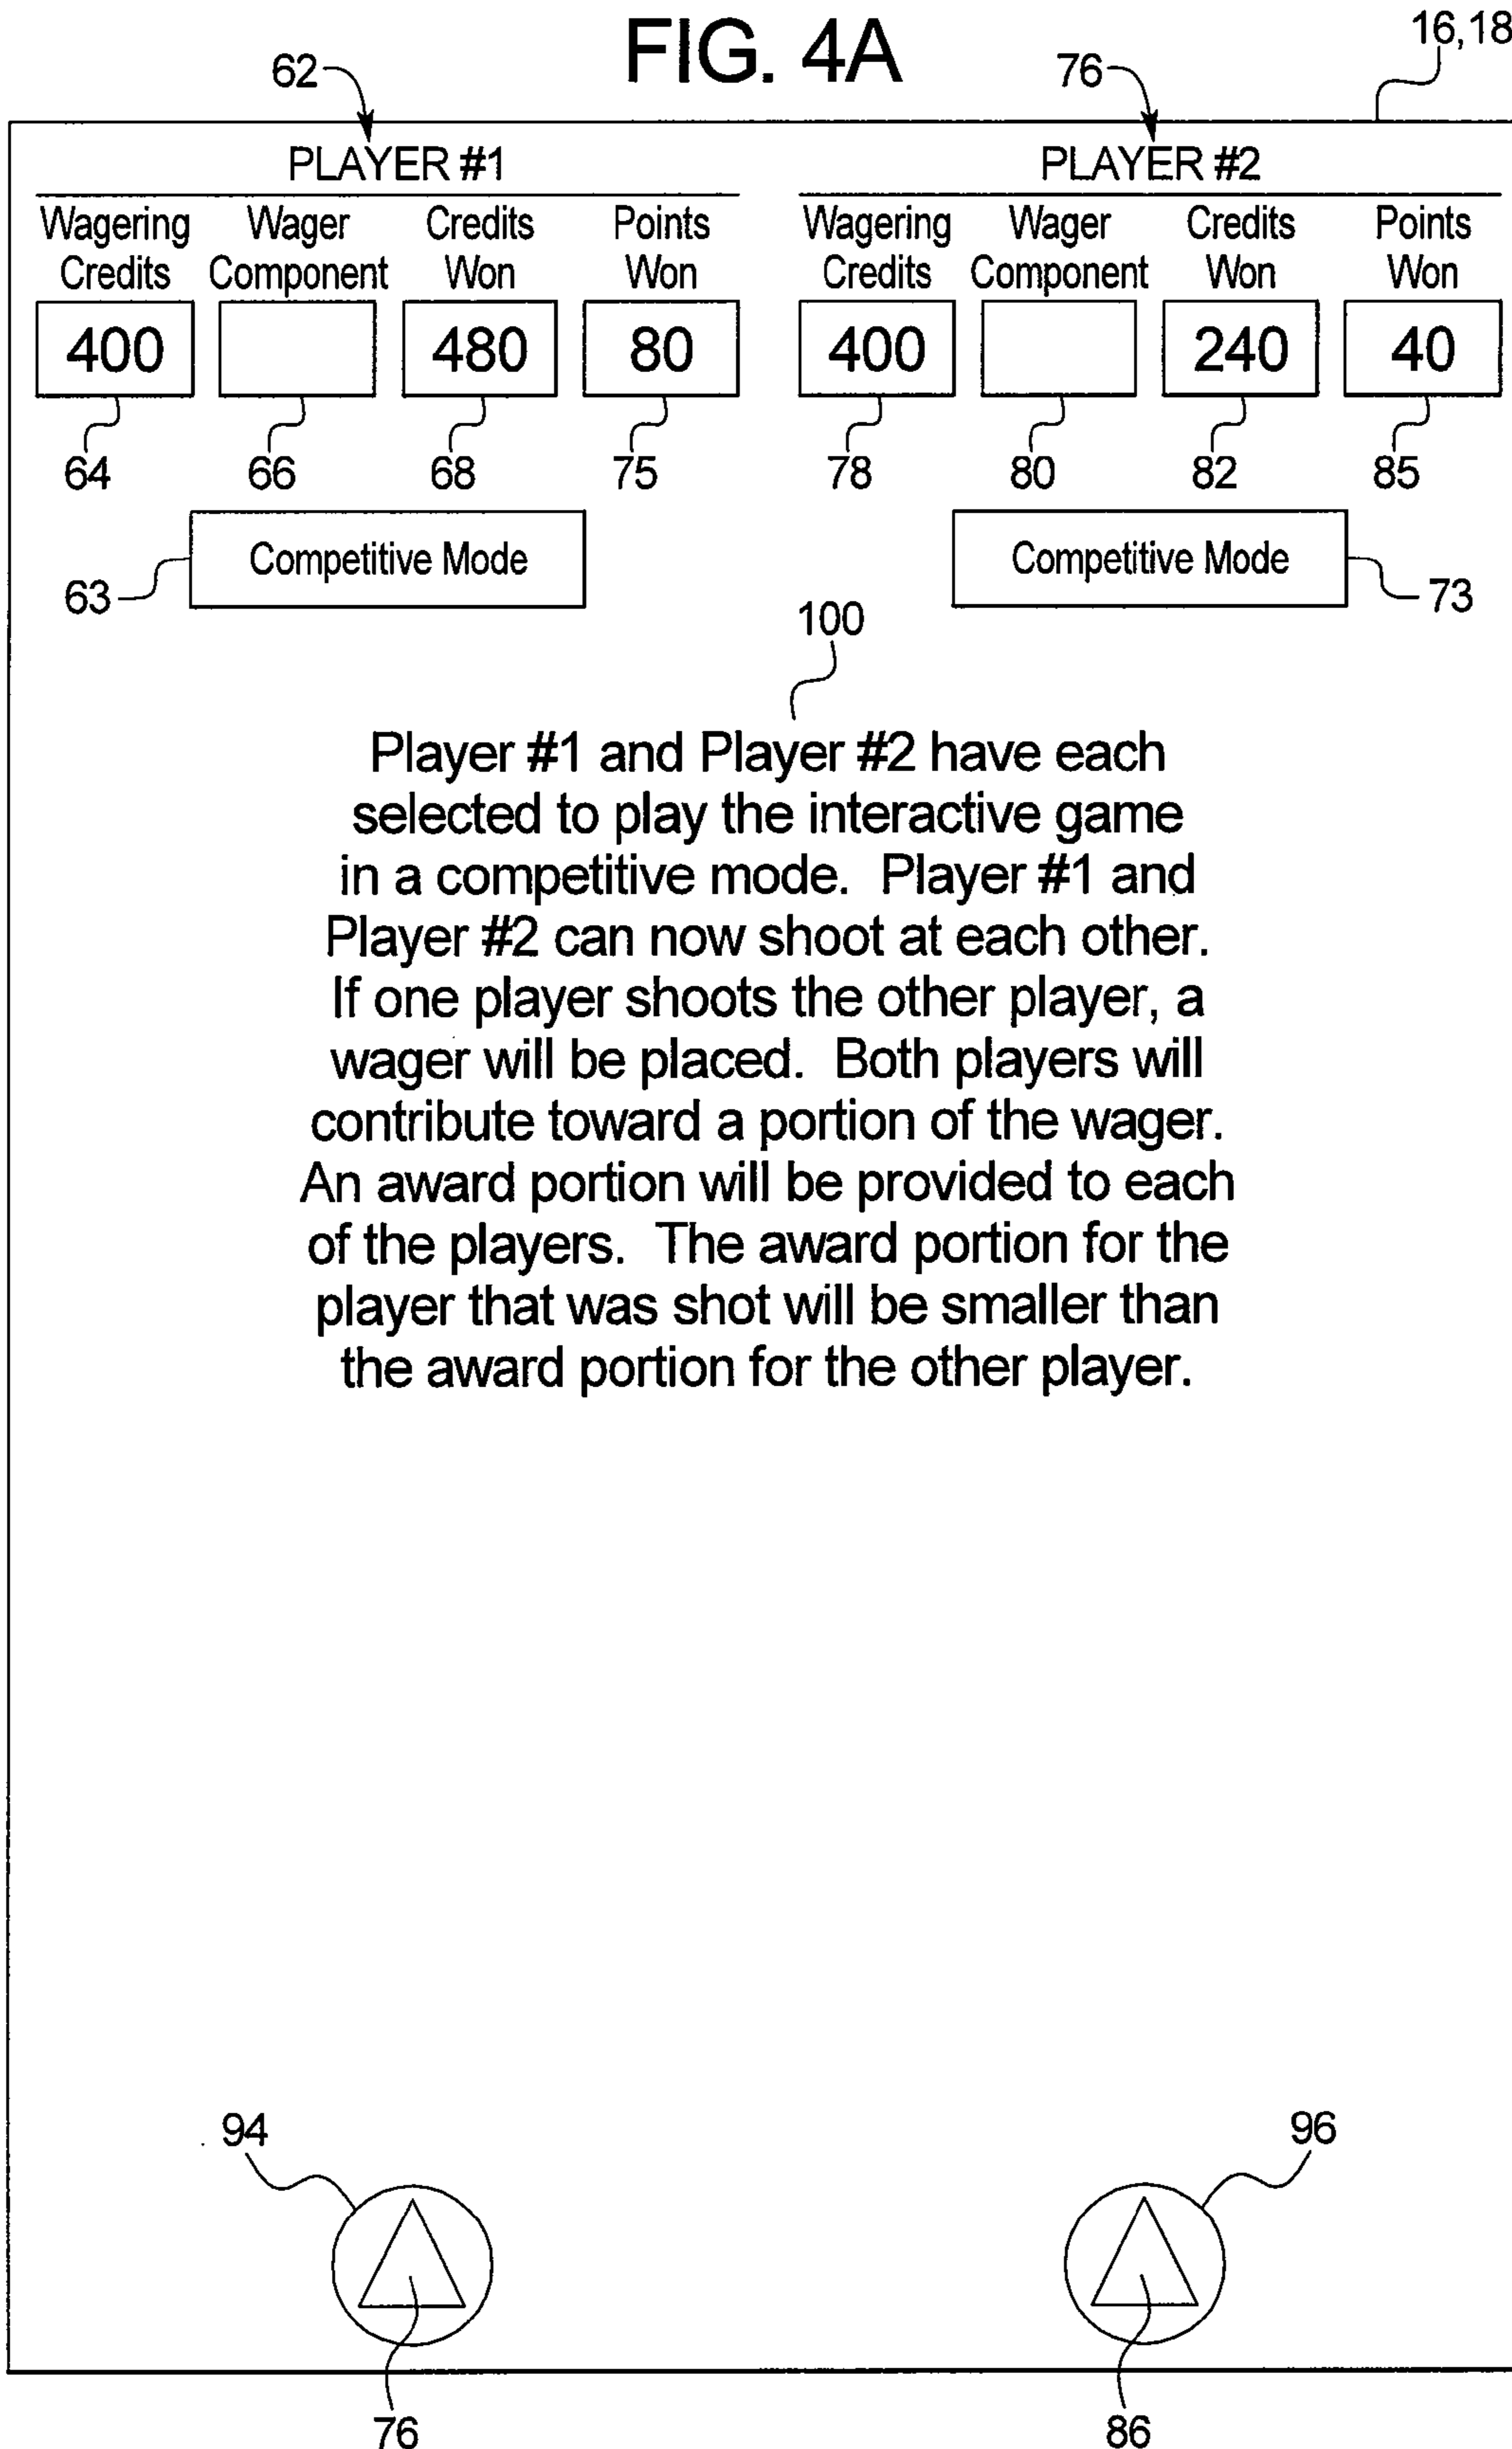 FIG. 4A
16,18
62
76
PLAYER #1
PLAYER #2
Wagering Credits
Wager Component
Credits Won
Points Won
Wagering Credits
Wager Component
Credits Won
Points Won
400
480
80
400
240
40
64
66
68
75
78
80
82
85
Competitive Mode
Competitive Mode
63
73
100
Player #1 and Player #2 have each
selected to play the interactive game
in a competitive mode. Player #1 and
Player #2 can now shoot at each other.
If one player shoots the other player, a
wager will be placed. Both players will
contribute toward a portion of the wager.
An award portion will be provided to each
of the players. The award portion for the
player that was shot will be smaller than
the award portion for the other player.
94
96
76
86